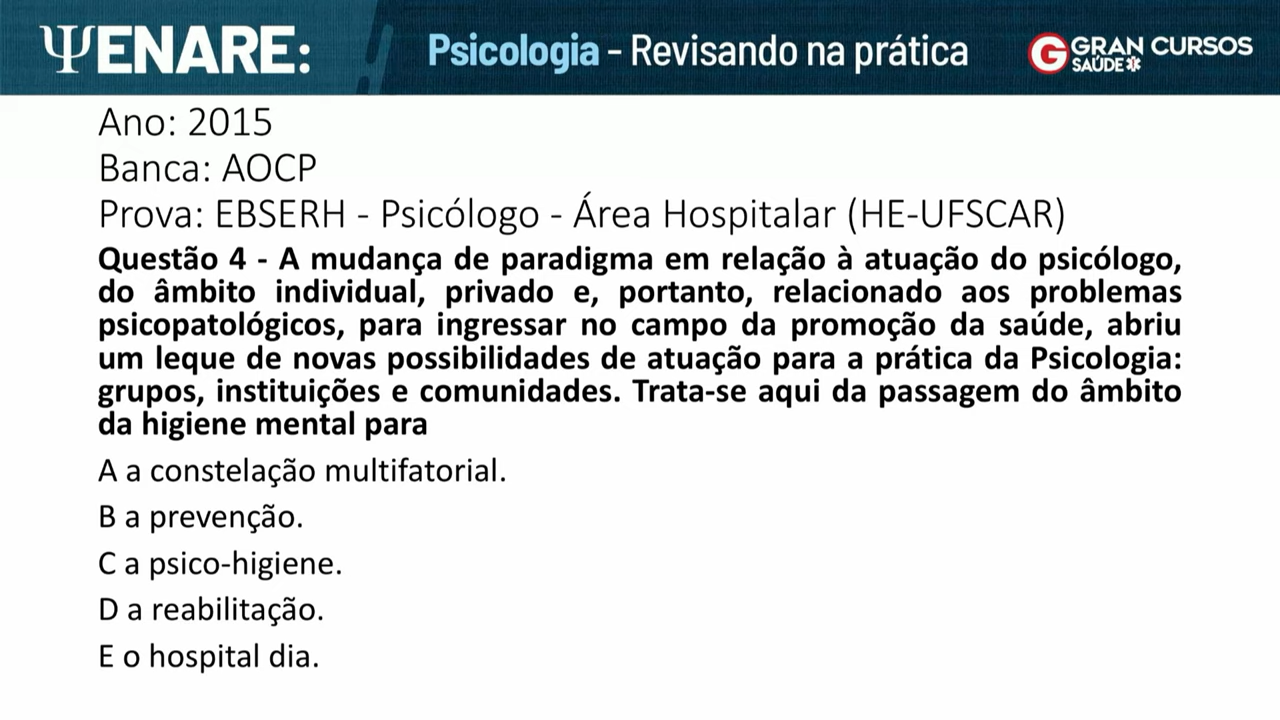 ΨENARE:
Psicologia - Revisando na prática
GRAN CURSOS
SAÚDE
Ano: 2015
Banca: AOCP
Prova: EBSERH - Psicólogo - Área Hospitalar (HE-UFSCAR)
Questão 4 - A mudança de paradigma em relação à atuação do psicólogo,
do âmbito individual, privado e, portanto, relacionado aos problemas
psicopatológicos, para ingressar no campo da promoção da saúde, abriu
um leque de novas possibilidades de atuação para a prática da Psicologia:
grupos, instituições e comunidades. Trata-se aqui da passagem do âmbito
da higiene mental para
A a constelação multifatorial.
B a prevenção.
C a psico-higiene.
D a reabilitação.
E o hospital dia.